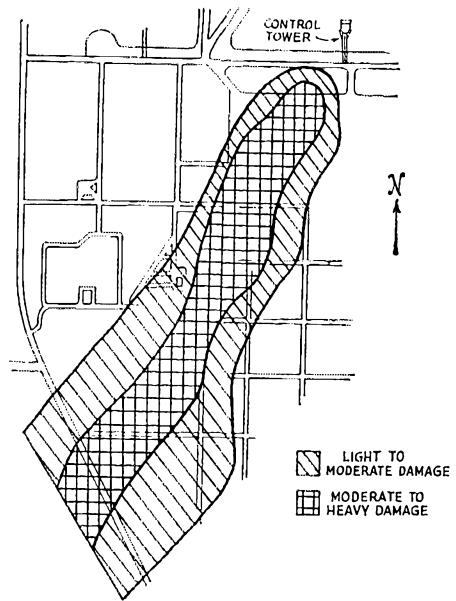 CONTROL
TOWER
N
LIGHT TO
MODERATE DAMAGE
MODERATE TO
HEAVY DAMAGE